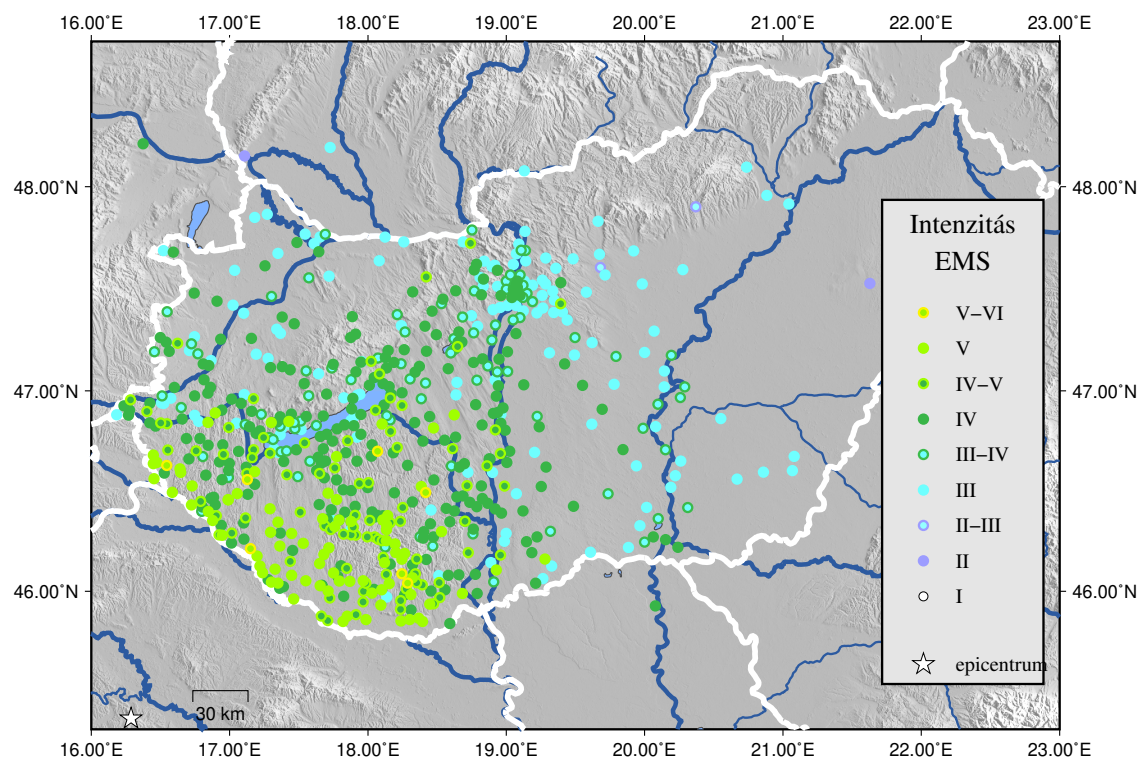 16.00°E 17.00°E 18.00°E 19.00°E 20.00°E 21.00°E 22.00°E 23.00°E
48.00°N 48.00°N
47.00°N 47.00°N
46.00°N 46.00°N
Intenzitás
EMS
V–VI
V
IV–V
IV
III–IV
III
II–III
II
I
epicentrum
30 km
16.00°E 17.00°E 18.00°E 19.00°E 20.00°E 21.00°E 22.00°E 23.00°E